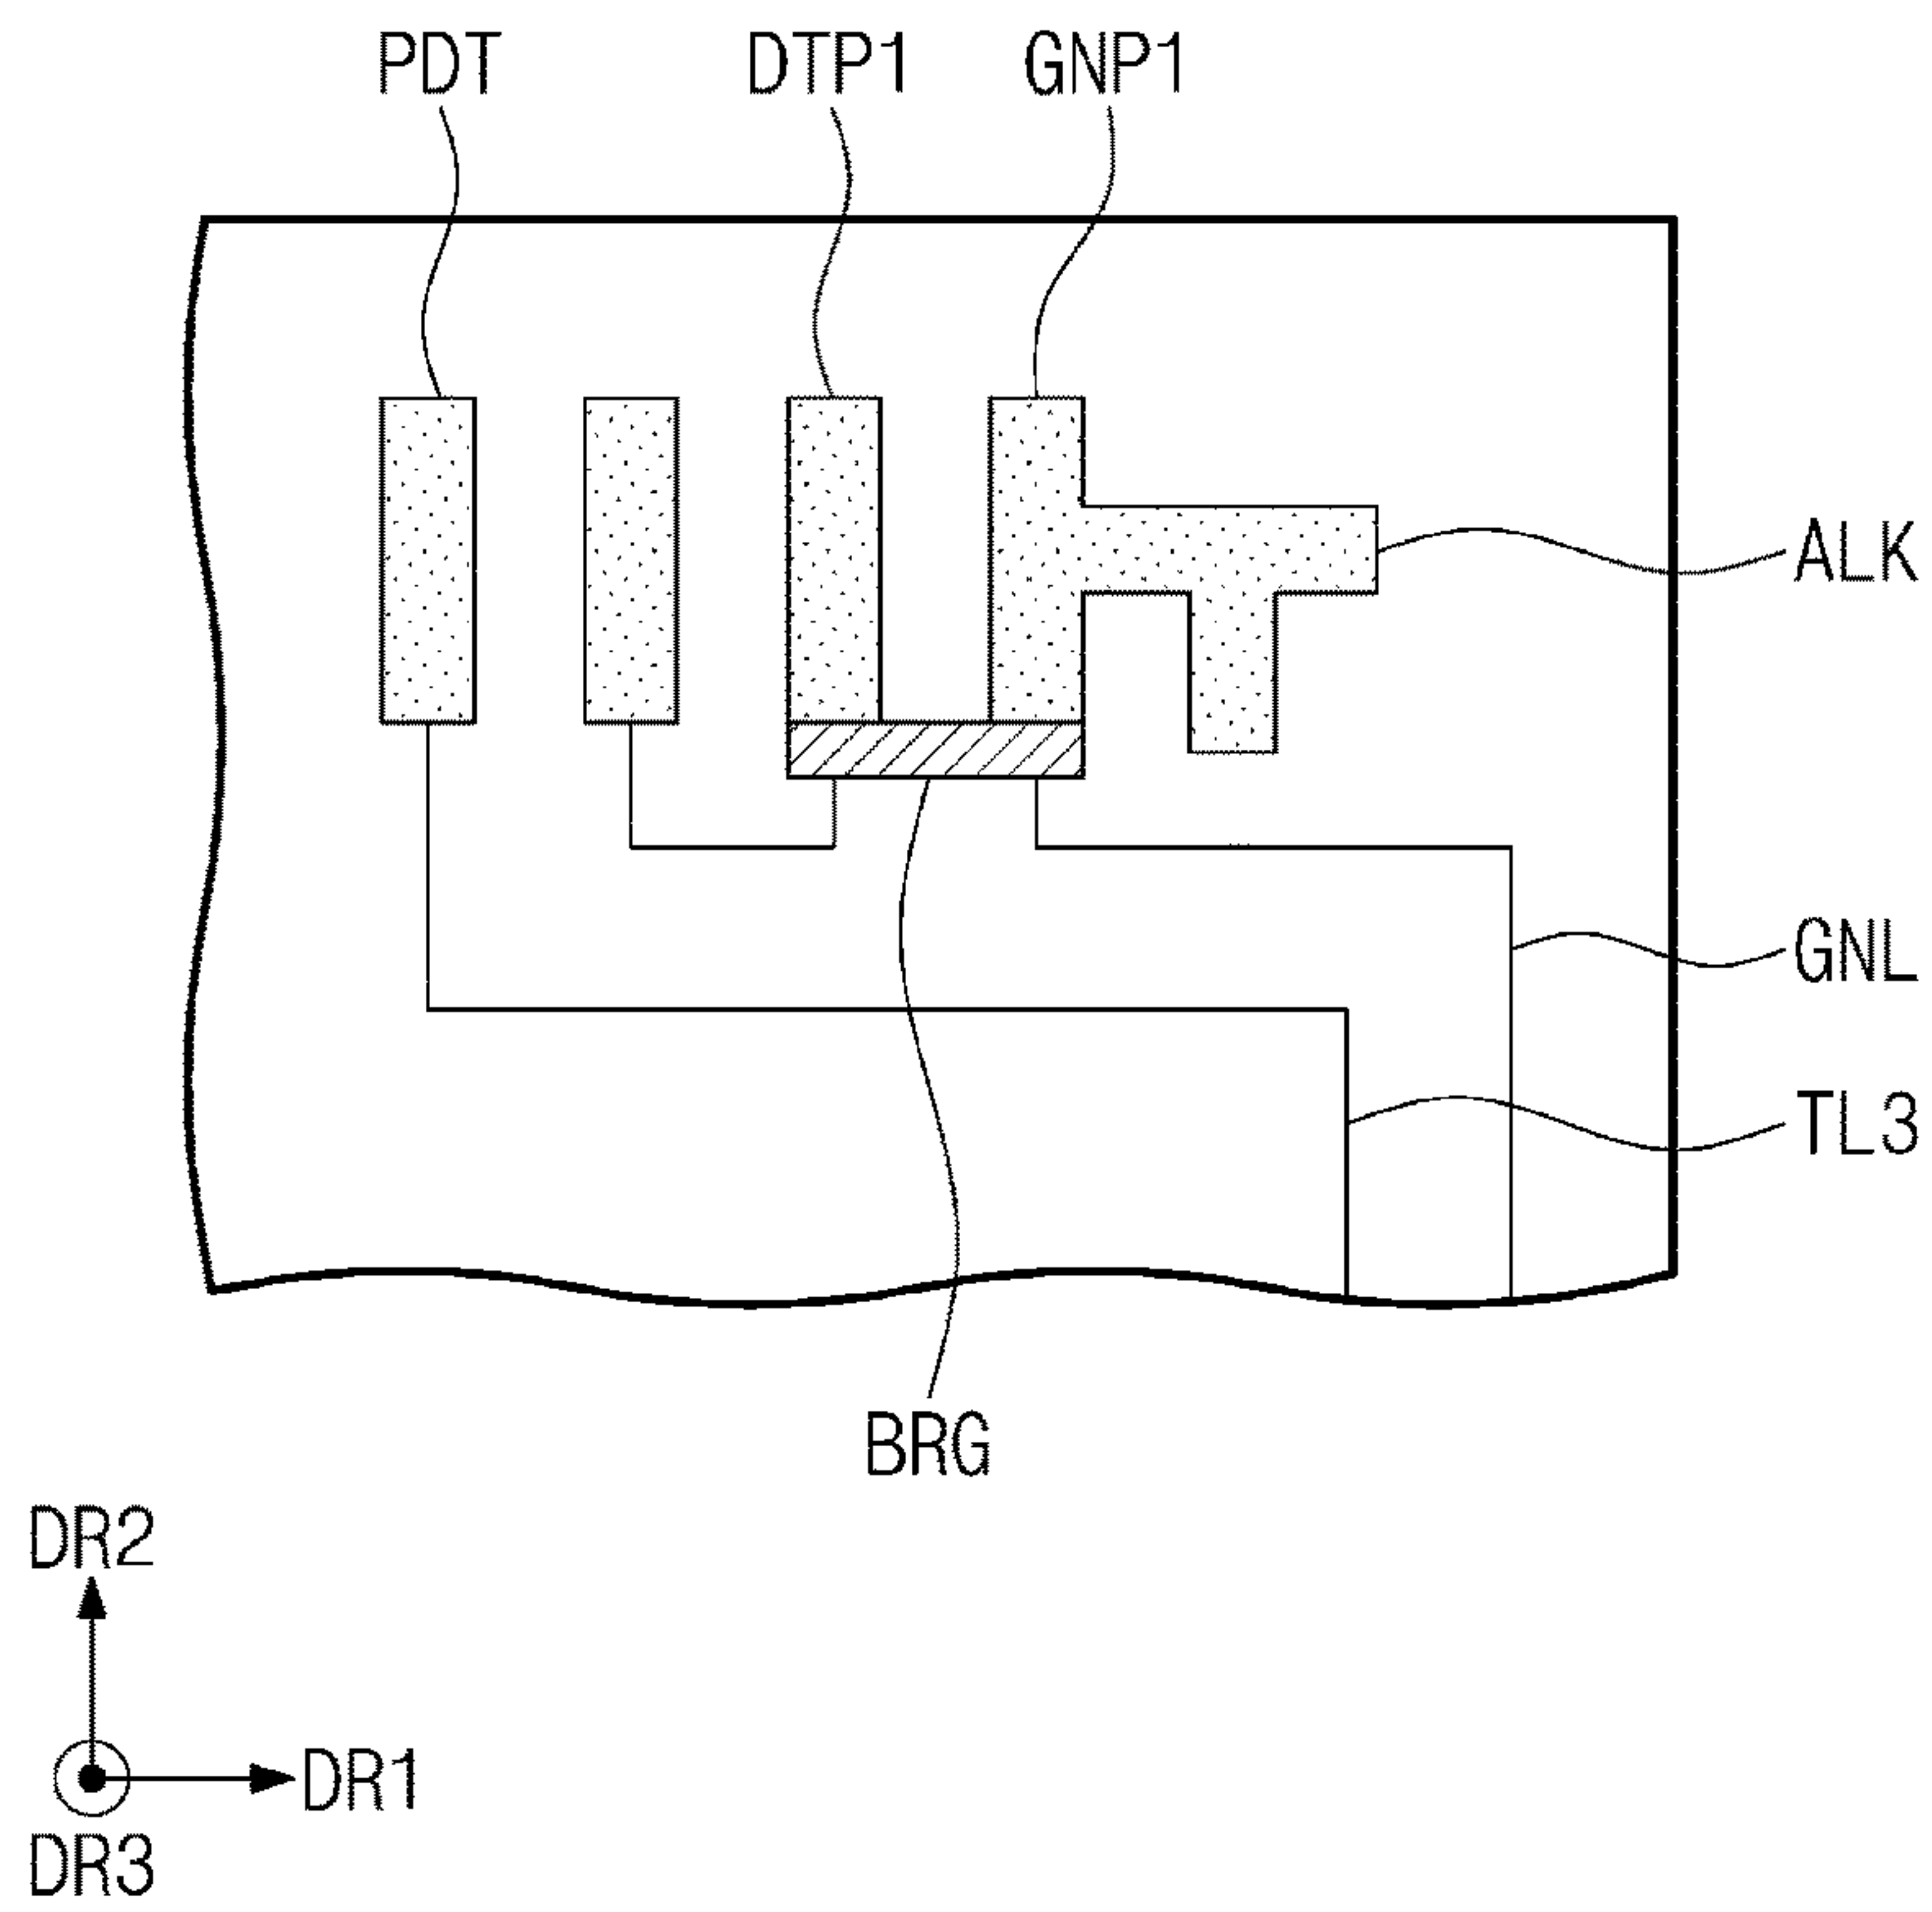 PDT DTP1 GNP1
ALK
GNL
TL3
BRG
DR2
DR1
DR3